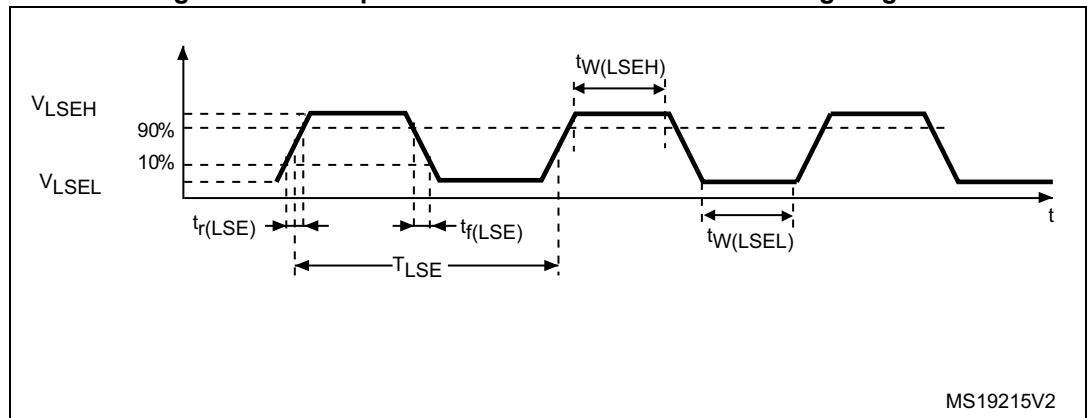 tW(LSEH)
VLSEH
90%
10%
VLSEL
t
tr(LSE)
tf(LSE)
tW(LSEL)
TLSE
MS19215V2